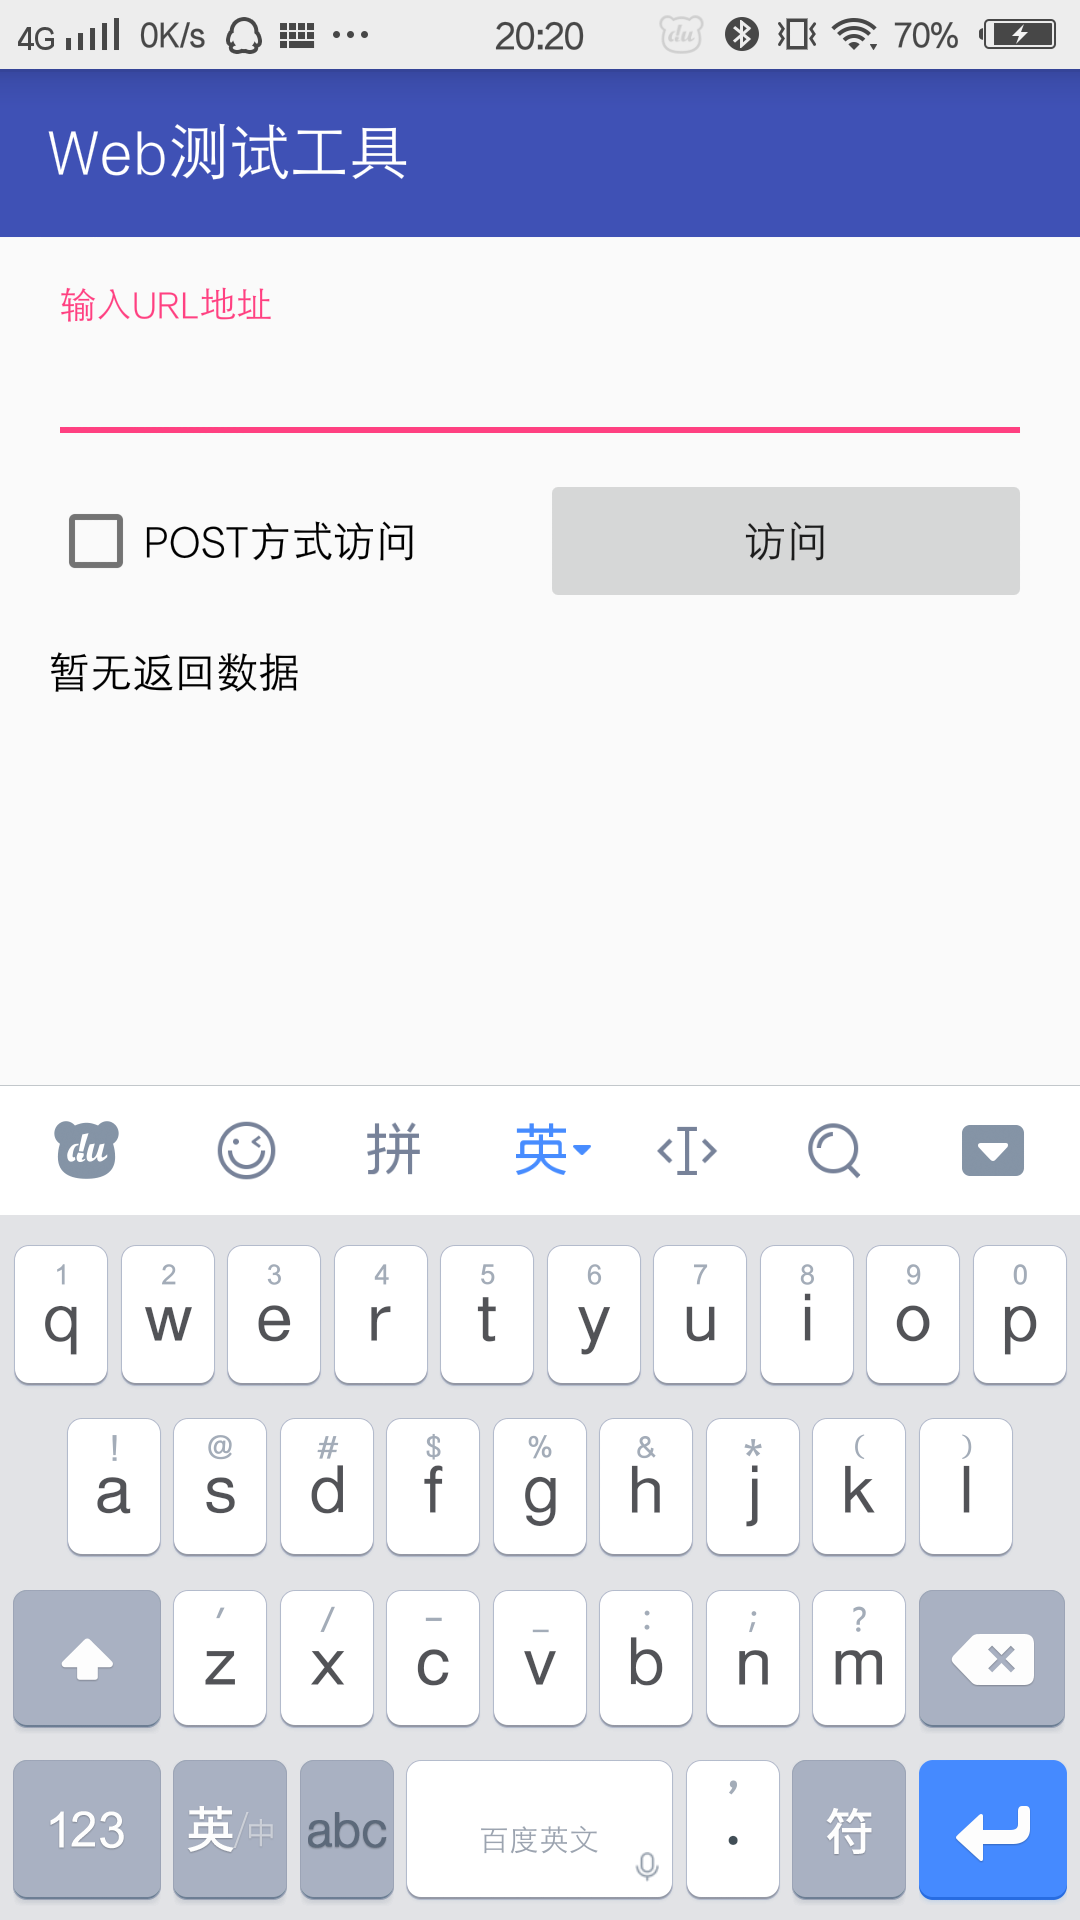 4G 0K/s ••• 20:20 du 70%
Web测试工具
输入URL地址
POST方式访问 访问
暂无返回数据
du 拼 英
1 2 3 4 5 6 7 8 9 0
q w e r t y u i o p
! @ # $ % & * ( )
a s d f g h j k l
' / - _ : ; ?
z x c v b n m
,
123 英/中 abc 百度英文 . 符